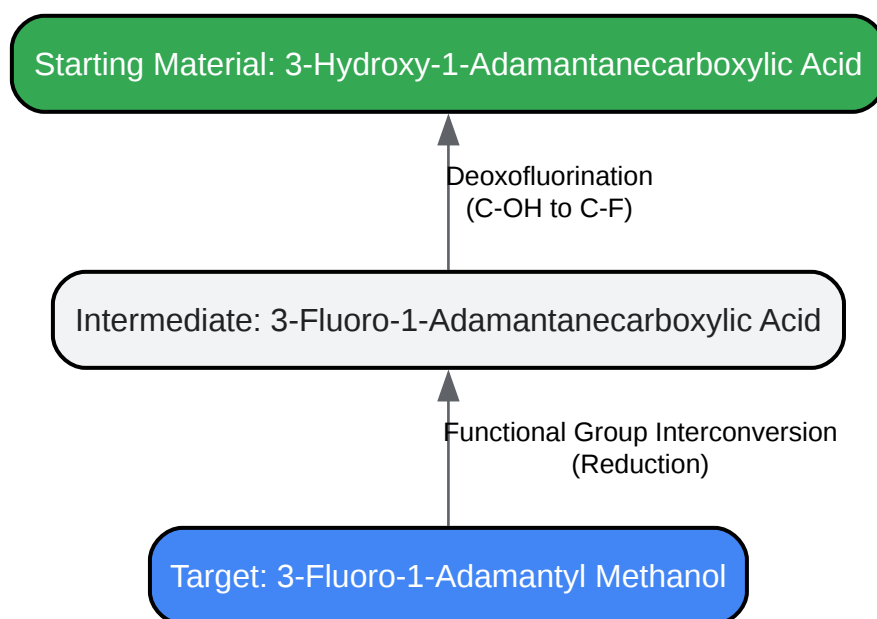 Starting Material: 3-Hydroxy-1-Adamantanecarboxylic Acid
Deoxofluorination
(C-OH to C-F)
Intermediate: 3-Fluoro-1-Adamantanecarboxylic Acid
Functional Group Interconversion
(Reduction)
Target: 3-Fluoro-1-Adamantyl Methanol